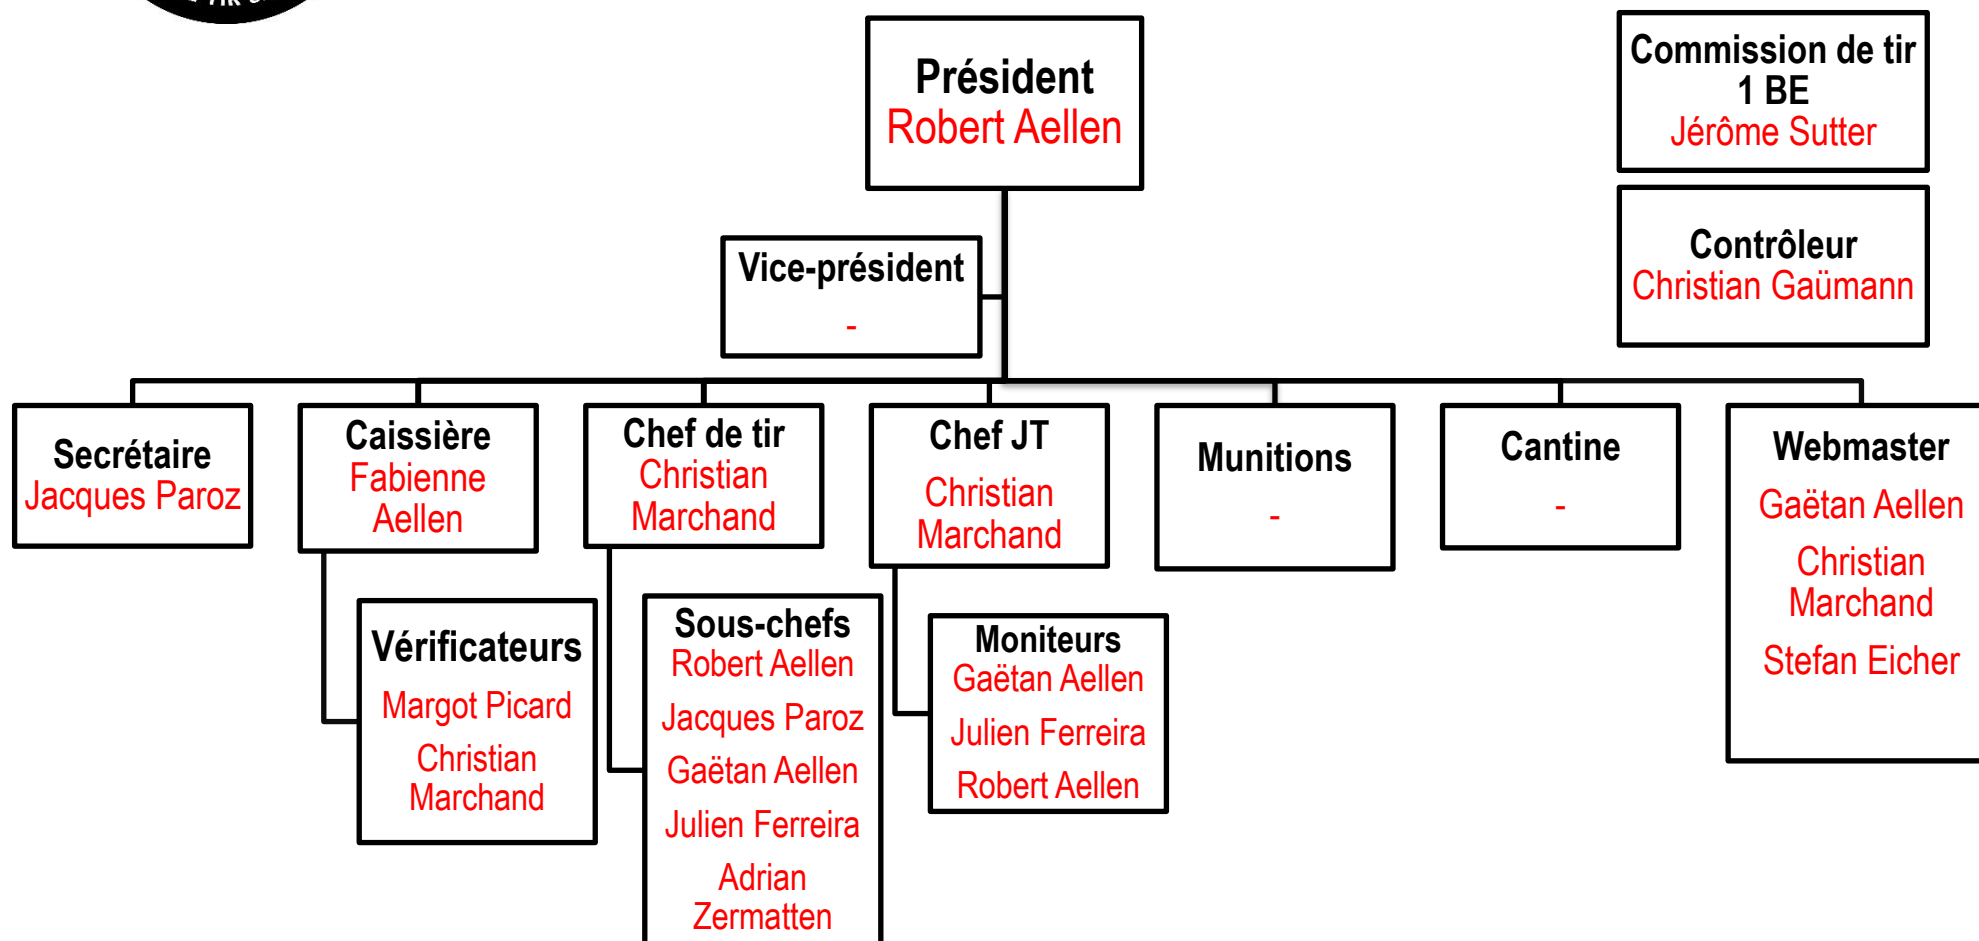 Président
Robert Aellen
Commission de tir
1 BE
Jérôme Sutter
Contrôleur
Christian Gaümann
Vice-président
-
Secrétaire
Jacques Paroz
Caissière
Fabienne
Aellen
Chef de tir
Christian
Marchand
Chef JT
Christian
Marchand
Munitions
-
Cantine
-
Webmaster
Gaëtan Aellen
Christian
Marchand
Stefan Eicher
Vérificateurs
Margot Picard
Christian
Marchand
Sous-chefs
Robert Aellen
Jacques Paroz
Gaëtan Aellen
Julien Ferreira
Adrian
Zermatten
Moniteurs
Gaëtan Aellen
Julien Ferreira
Robert Aellen